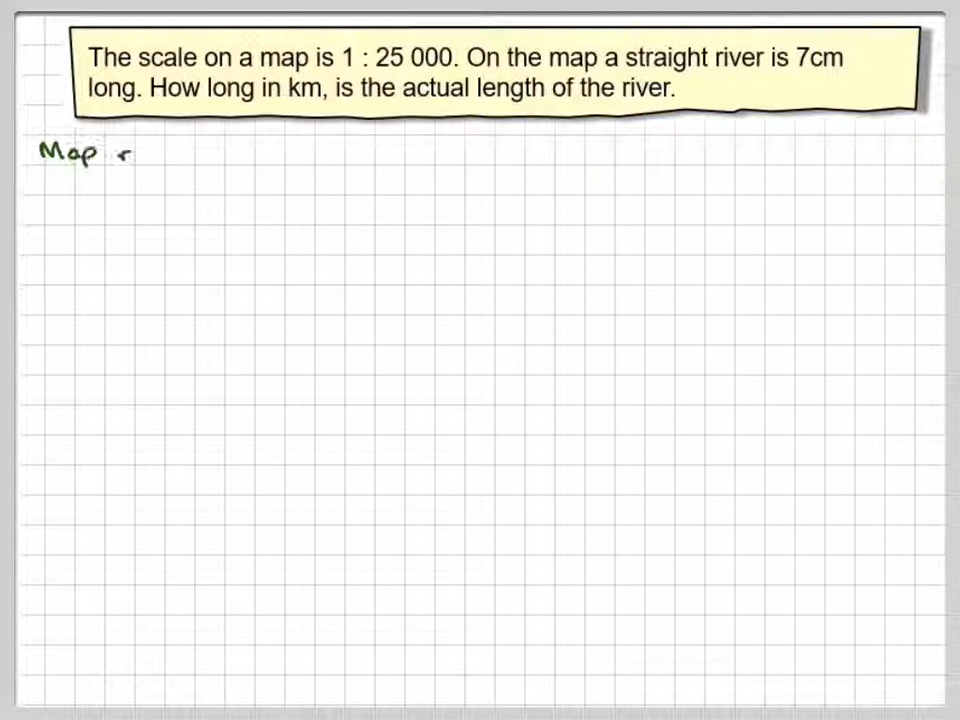 The scale on a map is 1 : 25 000. On the map a straight river is 7cm
long. How long in km, is the actual length of the river.
Map r